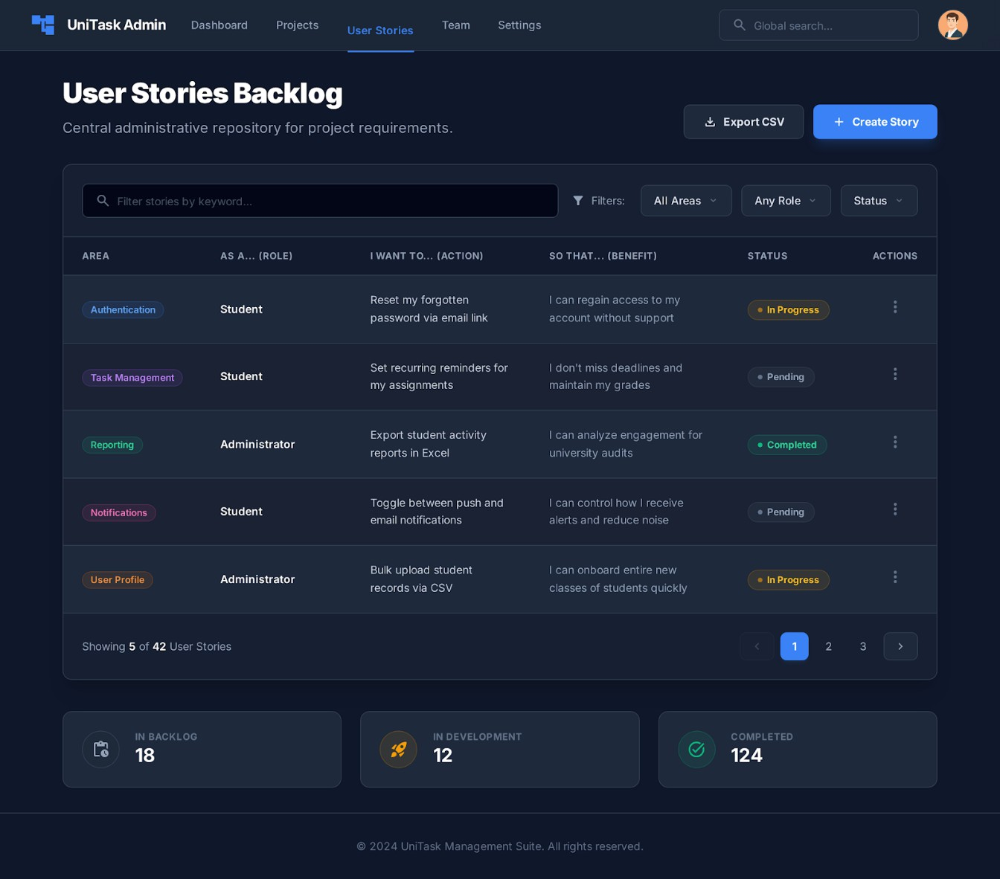 UniTask Admin
Dashboard
Projects
User Stories
Team
Settings
Global search...
User Stories Backlog
Central administrative repository for project requirements.
Export CSV
Create Story
Filter stories by keyword...
Filters:
All Areas
Any Role
Status
AREA
AS A... (ROLE)
I WANT TO... (ACTION)
SO THAT... (BENEFIT)
STATUS
ACTIONS
Authentication
Student
Reset my forgotten
password via email link
I can regain access to my
account without support
In Progress
Task Management
Student
Set recurring reminders for
my assignments
I don't miss deadlines and
maintain my grades
Pending
Reporting
Administrator
Export student activity
reports in Excel
I can analyze engagement for
university audits
Completed
Notifications
Student
Toggle between push and
email notifications
I can control how I receive
alerts and reduce noise
Pending
User Profile
Administrator
Bulk upload student
records via CSV
I can onboard entire new
classes of students quickly
In Progress
Showing 5 of 42 User Stories
1
2
3
IN BACKLOG
18
IN DEVELOPMENT
12
COMPLETED
124
© 2024 UniTask Management Suite. All rights reserved.